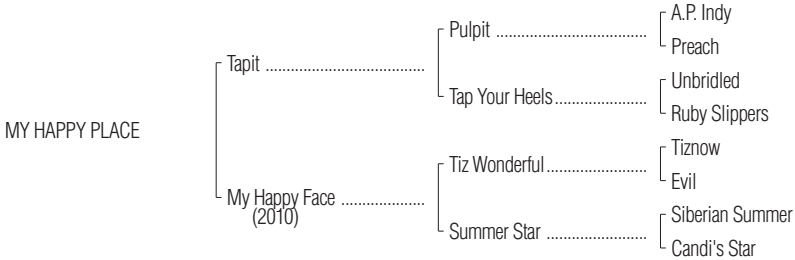 A.P. Indy
Pulpit ......................................
Preach
Tapit .......................................
Unbridled
Tap Your Heels.......................
Ruby Slippers
MY HAPPY PLACE
Tiznow
Tiz Wonderful .........................
Evil
My Happy Face .....................
(2010)
Siberian Summer
Summer Star .........................
Candi's Star